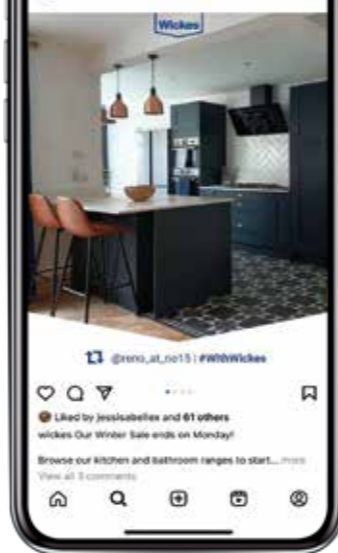 Wickes
@reno_at_no15 | #WithWickes
Liked by jessisabellex and 61 others
wickes Our Winter Sale ends on Monday!
Browse our kitchen and bathroom ranges to start... more
View all 3 comments